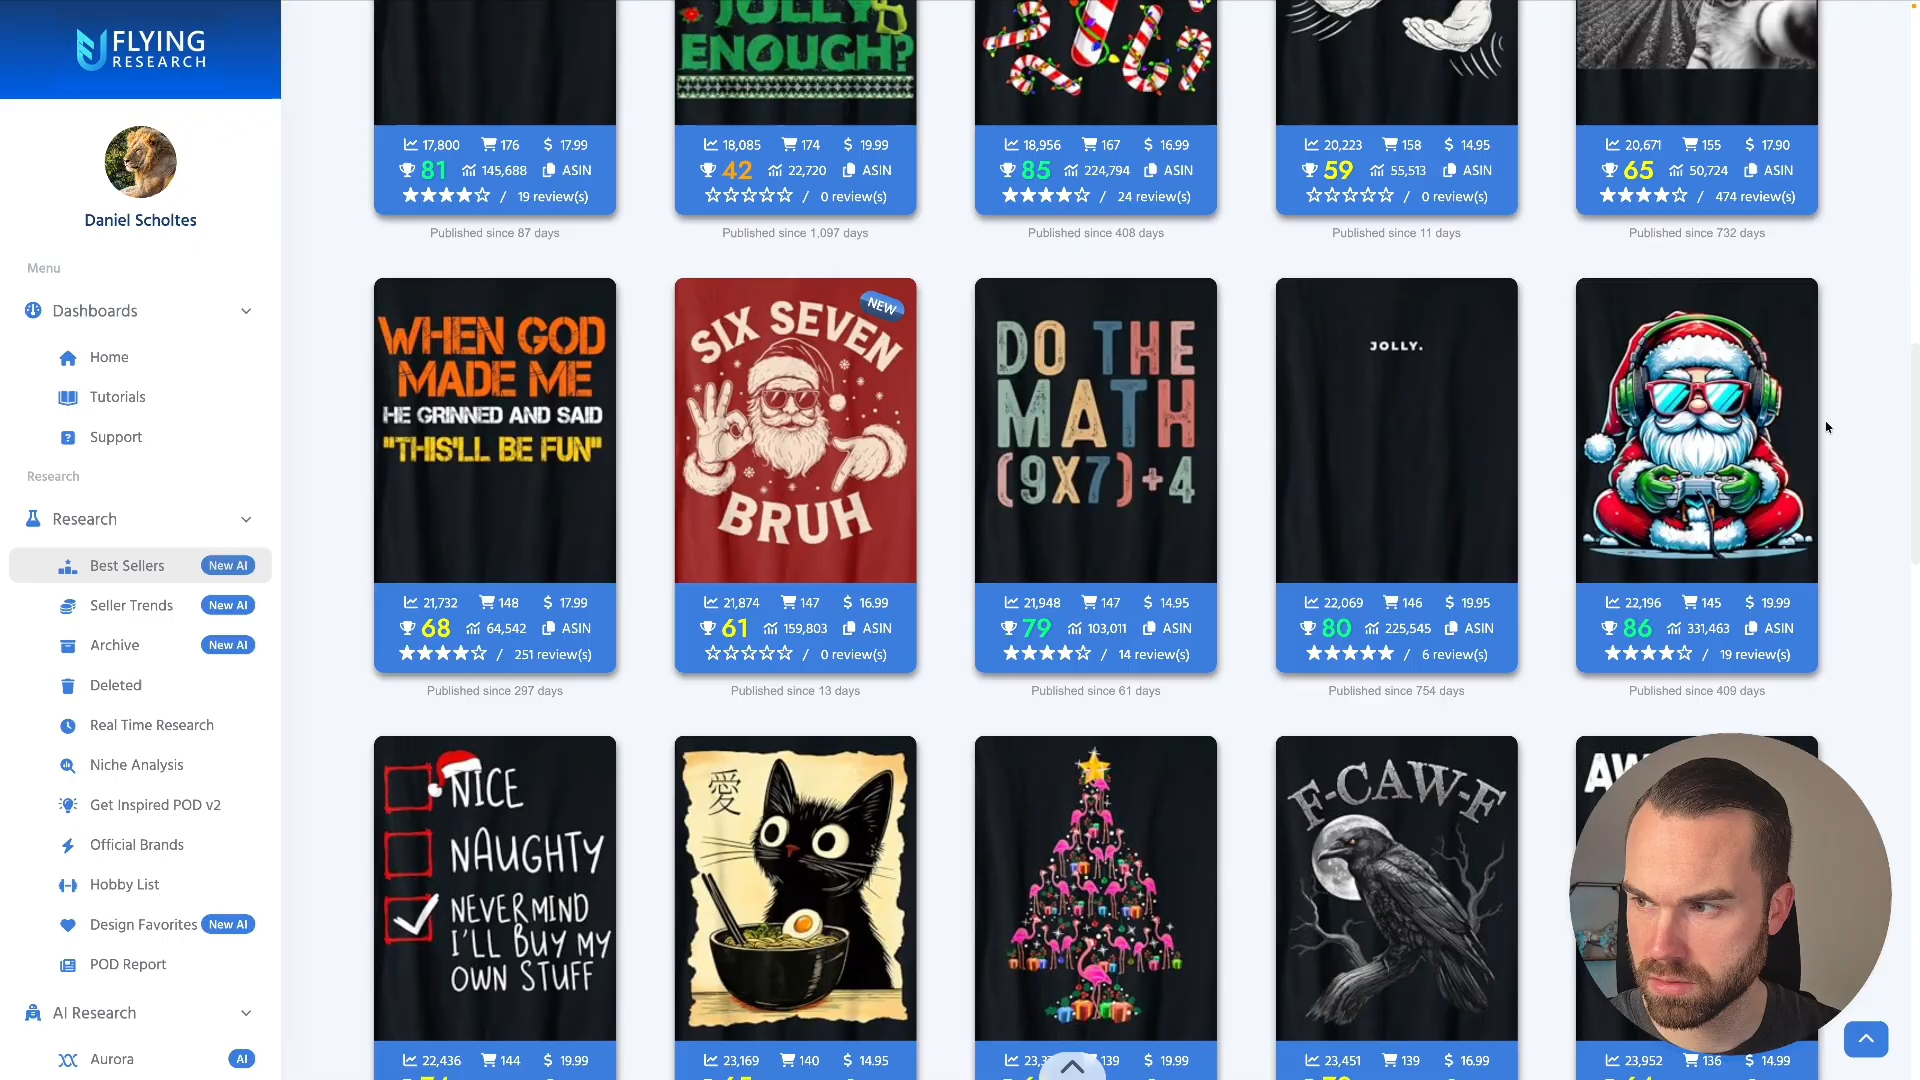 FLYING
RESEARCH
Daniel Scholtes
Menu
Dashboards
Home
Tutorials
Support
Research
Research
Best Sellers New AI
Seller Trends New AI
Archive New AI
Deleted
Real Time Research
Niche Analysis
Get Inspired POD v2
Official Brands
Hobby List
Design Favorites New AI
POD Report
AI Research
Aurora AI
JOLLY
ENOUGH?
17,800 176 $ 17.99
81 145,688 ASIN
/ 19 review(s)
Published since 87 days
18,085 174 $ 19.99
42 22,720 ASIN
/ 0 review(s)
Published since 1,097 days
18,956 167 $ 16.99
85 224,794 ASIN
/ 24 review(s)
Published since 408 days
20,223 158 $ 14.95
59 55,513 ASIN
/ 0 review(s)
Published since 11 days
20,671 155 $ 17.90
65 50,724 ASIN
/ 474 review(s)
Published since 732 days
WHEN GOD
MADE ME
HE GRINNED AND SAID
"THIS'LL BE FUN"
21,732 148 $ 17.99
68 64,542 ASIN
/ 251 review(s)
Published since 297 days
NEW
SIX SEVEN
BRUH
21,874 147 $ 16.99
61 159,803 ASIN
/ 0 review(s)
Published since 13 days
DO THE
MATH
(9X7)+4
21,948 147 $ 14.95
79 103,011 ASIN
/ 14 review(s)
Published since 61 days
JOLLY.
22,069 146 $ 19.95
80 225,545 ASIN
/ 6 review(s)
Published since 754 days
22,196 145 $ 19.99
86 331,463 ASIN
/ 19 review(s)
Published since 409 days
NICE
NAUGHTY
NEVERMIND
I'LL BUY MY
OWN STUFF
22,436 144 $ 19.99
愛
23,169 140 $ 14.95
139 $ 19.99
F-CAW-F
23,451 139 $ 16.99
23,952 136 $ 14.99